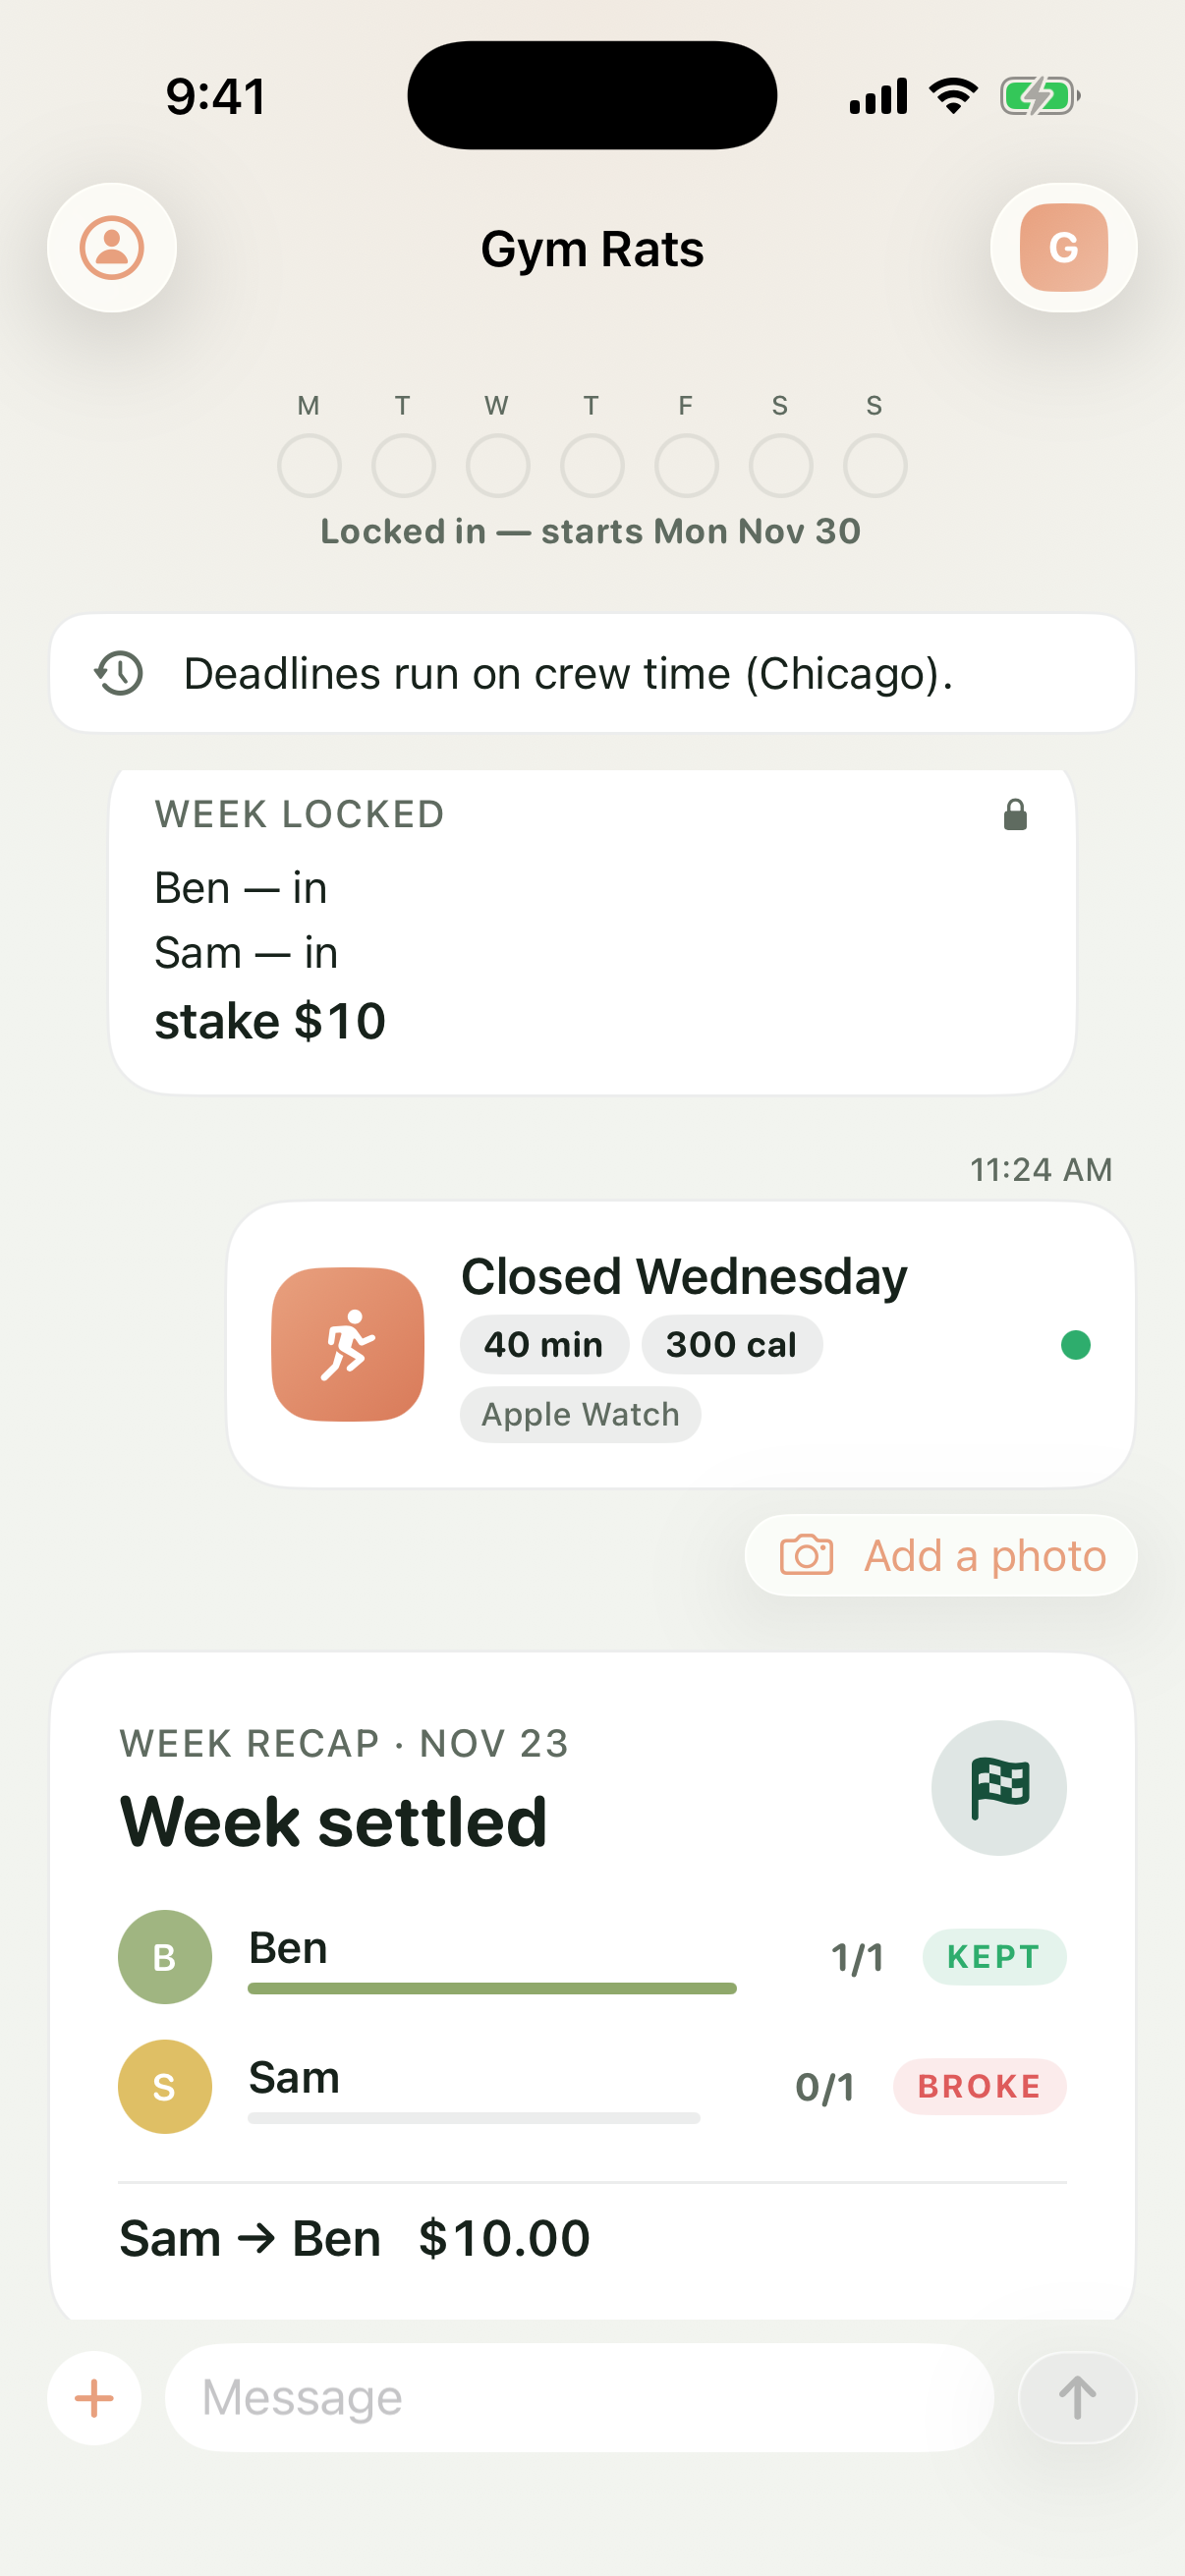 9:41
Gym Rats
G
M T W T F S S
Locked in — starts Mon Nov 30
Deadlines run on crew time (Chicago).
WEEK LOCKED
Ben — in
Sam — in
stake $10
11:24 AM
Closed Wednesday
40 min 300 cal
Apple Watch
Add a photo
WEEK RECAP · NOV 23
Week settled
B Ben 1/1 KEPT
S Sam 0/1 BROKE
Sam → Ben $10.00
Message